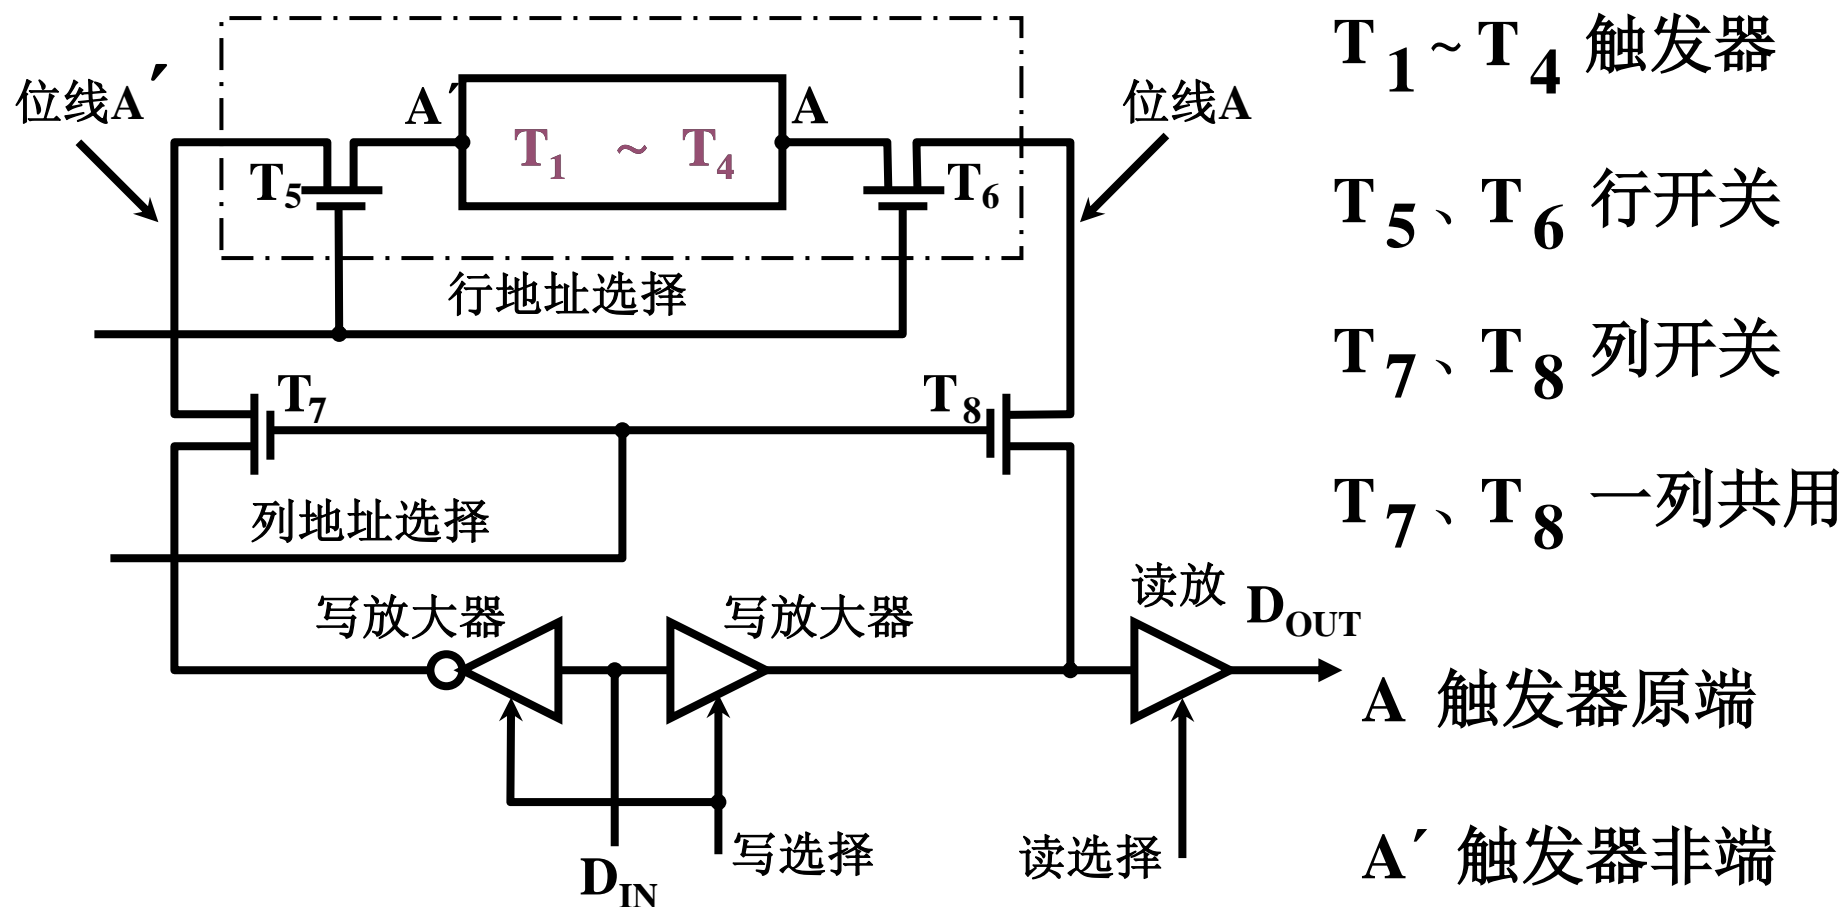 T1 ~ T4 触发器
位线A′
A′
A
位线A
T1 ~ T4
T5
T6
T5、T6 行开关
行地址选择
T7、T8 列开关
T7
T8
列地址选择
T7、T8 一列共用
读放
DOUT
写放大器
写放大器
A 触发器原端
写选择
读选择
A′ 触发器非端
DIN